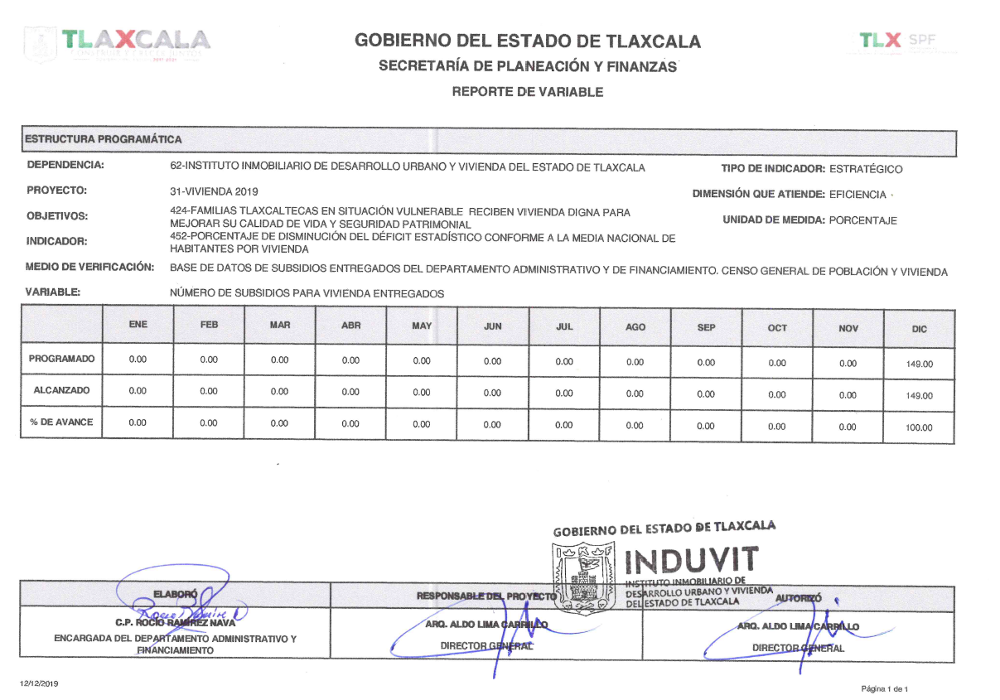 TLAXCALA
GOBIERNO DEL ESTADO DE TLAXCALA
TLX SPF
SECRETARÍA DE PLANEACIÓN Y FINANZAS
REPORTE DE VARIABLE
ESTRUCTURA PROGRAMÁTICA
DEPENDENCIA: 62-INSTITUTO INMOBILIARIO DE DESARROLLO URBANO Y VIVIENDA DEL ESTADO DE TLAXCALA TIPO DE INDICADOR: ESTRATÉGICO
PROYECTO: 31-VIVIENDA 2019 DIMENSIÓN QUE ATIENDE: EFICIENCIA
OBJETIVOS: 424-FAMILIAS TLAXCALTECAS EN SITUACIÓN VULNERABLE RECIBEN VIVIENDA DIGNA PARA
MEJORAR SU CALIDAD DE VIDA Y SEGURIDAD PATRIMONIAL UNIDAD DE MEDIDA: PORCENTAJE
INDICADOR: 452-PORCENTAJE DE DISMINUCIÓN DEL DÉFICIT ESTADÍSTICO CONFORME A LA MEDIA NACIONAL DE
HABITANTES POR VIVIENDA
MEDIO DE VERIFICACIÓN: BASE DE DATOS DE SUBSIDIOS ENTREGADOS DEL DEPARTAMENTO ADMINISTRATIVO Y DE FINANCIAMIENTO. CENSO GENERAL DE POBLACIÓN Y VIVIENDA
VARIABLE: NÚMERO DE SUBSIDIOS PARA VIVIENDA ENTREGADOS
ENE FEB MAR ABR MAY JUN JUL AGO SEP OCT NOV DIC
PROGRAMADO 0.00 0.00 0.00 0.00 0.00 0.00 0.00 0.00 0.00 0.00 0.00 149.00
ALCANZADO 0.00 0.00 0.00 0.00 0.00 0.00 0.00 0.00 0.00 0.00 0.00 149.00
% DE AVANCE 0.00 0.00 0.00 0.00 0.00 0.00 0.00 0.00 0.00 0.00 0.00 100.00
GOBIERNO DEL ESTADO DE TLAXCALA
INDUVIT
INSTITUTO INMOBILIARIO DE
DESARROLLO URBANO Y VIVIENDA
DEL ESTADO DE TLAXCALA
ELABORÓ RESPONSABLE DEL PROYECTO AUTORIZÓ
C.P. ROCIO RAMIREZ NAVA ARQ. ALDO LIMA CARRILLO ARQ. ALDO LIMA CARRILLO
ENCARGADA DEL DEPARTAMENTO ADMINISTRATIVO Y
FINANCIAMIENTO DIRECTOR GENERAL DIRECTOR GENERAL
12/12/2019 Página 1 de 1